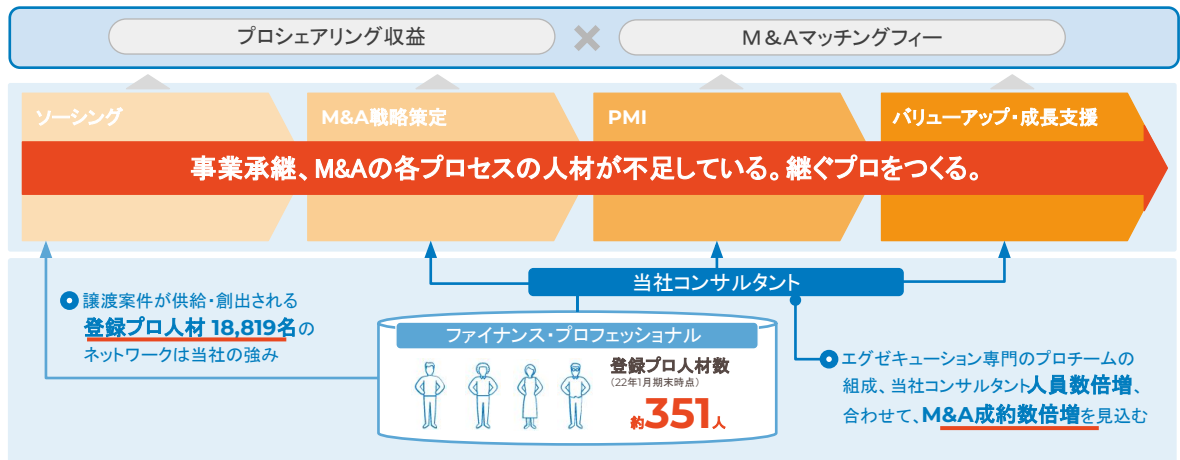 プロシェアリング収益
×
M&Aマッチングフィー
ソーシング
M&A戦略策定
PMI
バリューアップ・成長支援
事業承継、M&Aの各プロセスの人材が不足している。継ぐプロをつくる。
当社コンサルタント
譲渡案件が供給・創出される
登録プロ人材 18,819名の
ネットワークは当社の強み
ファイナンス・プロフェッショナル
登録プロ人材数
(22年1月期末時点)
約351人
エグゼキューション専門のプロチームの
組成、当社コンサルタント人員数倍増、
合わせて、M&A成約数倍増を見込む